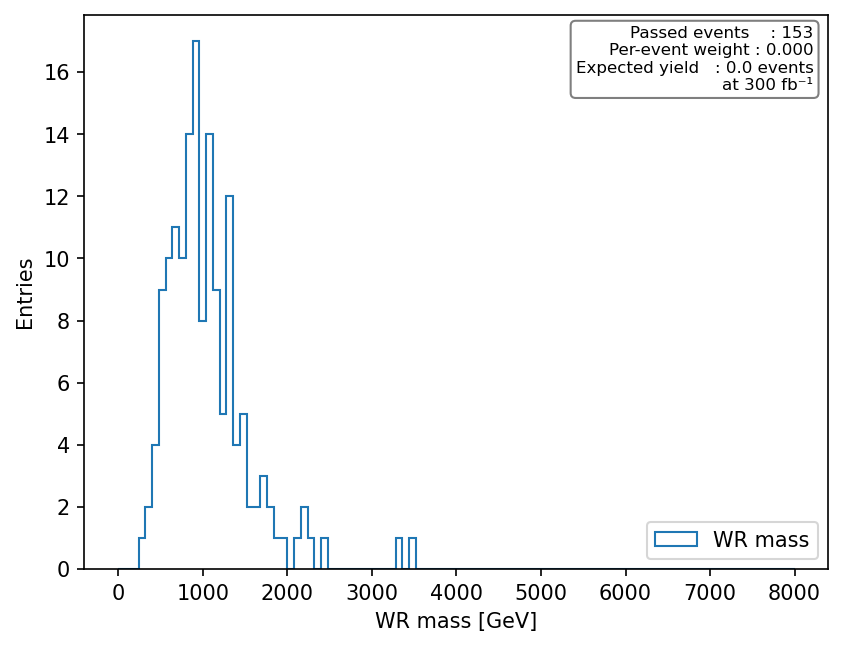 Passed events    : 153
Per-event weight : 0.000
Expected yield   : 0.0 events
at 300 fb⁻¹
16
14
12
10
8
6
4
2
0
Entries
WR mass
0 1000 2000 3000 4000 5000 6000 7000 8000
WR mass [GeV]